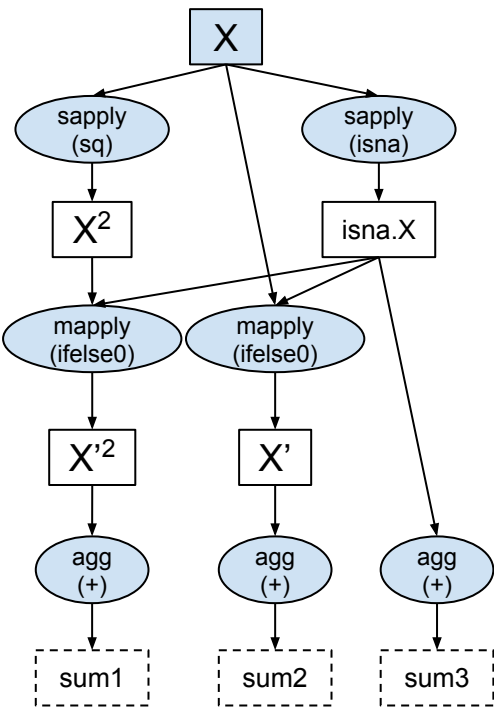 X
sapply
(sq)
sapply
(isna)
X²
isna.X
mapply
(ifelse0)
mapply
(ifelse0)
X’²
X’
agg
(+)
agg
(+)
agg
(+)
sum1
sum2
sum3